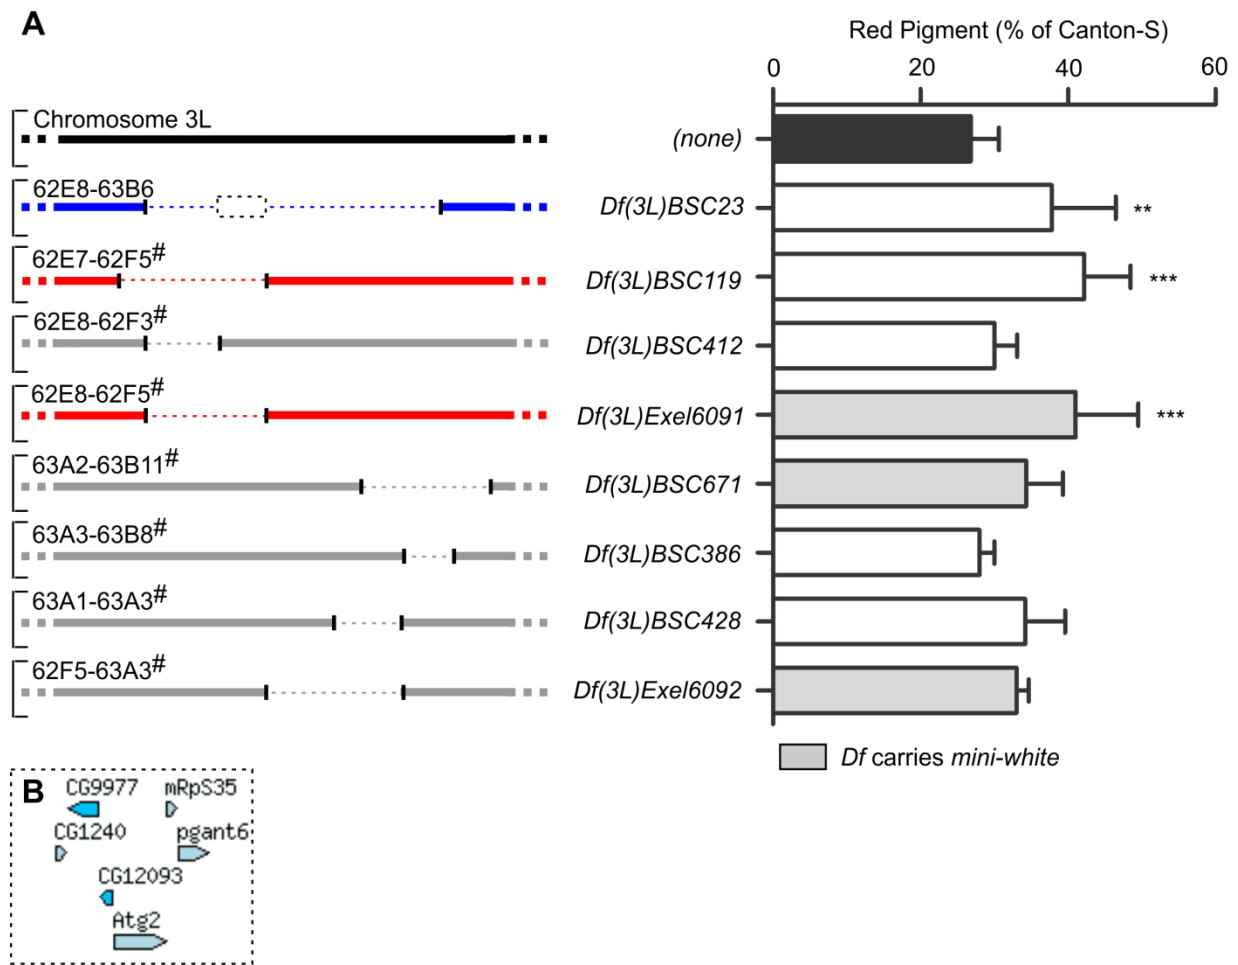 A
Red Pigment (% of Canton-S)
0 20 40 60
Chromosome 3L
(none)
62E8-63B6
Df(3L)BSC23
**
62E7-62F5#
Df(3L)BSC119
***
62E8-62F3#
Df(3L)BSC412
62E8-62F5#
Df(3L)Exel6091
***
63A2-63B11#
Df(3L)BSC671
63A3-63B8#
Df(3L)BSC386
63A1-63A3#
Df(3L)BSC428
62F5-63A3#
Df(3L)Exel6092
Df carries mini-white
B
CG9977 mRpS35
CG1240 pgant6
CG12093
Atg2